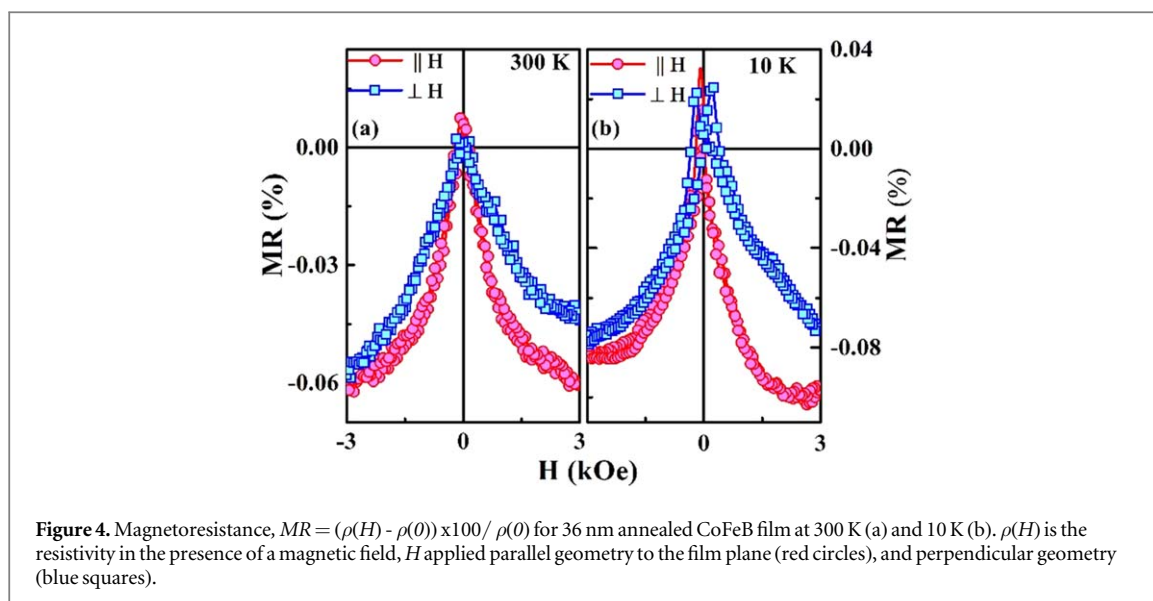 ∥ H
⊥ H
300 K
(a)
∥ H
⊥ H
10 K
(b)
0.04
0.00
0.00
-0.03
-0.04
-0.06
-0.08
MR (%)
MR (%)
-3
0
3
0
3
H (kOe)
Figure 4. Magnetoresistance, MR = (ρ(H) - ρ(0)) x100/ ρ(0) for 36 nm annealed CoFeB film at 300 K (a) and 10 K (b). ρ(H) is the
resistivity in the presence of a magnetic field, H applied parallel geometry to the film plane (red circles), and perpendicular geometry
(blue squares).